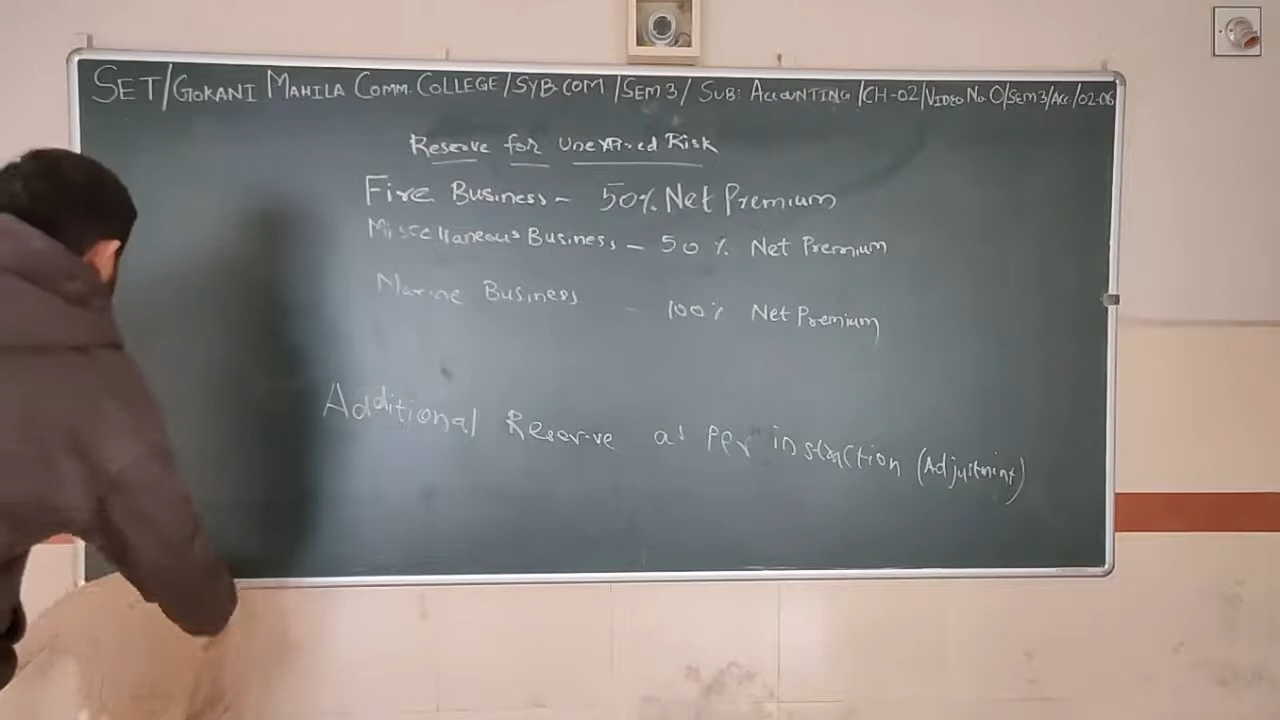 SET/GOKANI MAHILA COMM. COLLEGE/SYB.COM/SEM 3/ SUB: ACCOUNTING/CH-02/VIDEO No. 0/SEM3/ACC/02-06
Reserve for Unexpired Risk
Fire Business - 50% Net Premium
Miscellaneous Business - 50 % Net Premium
Marine Business - 100% Net Premium
Additional Reserve as Per instruction (Adjustment)